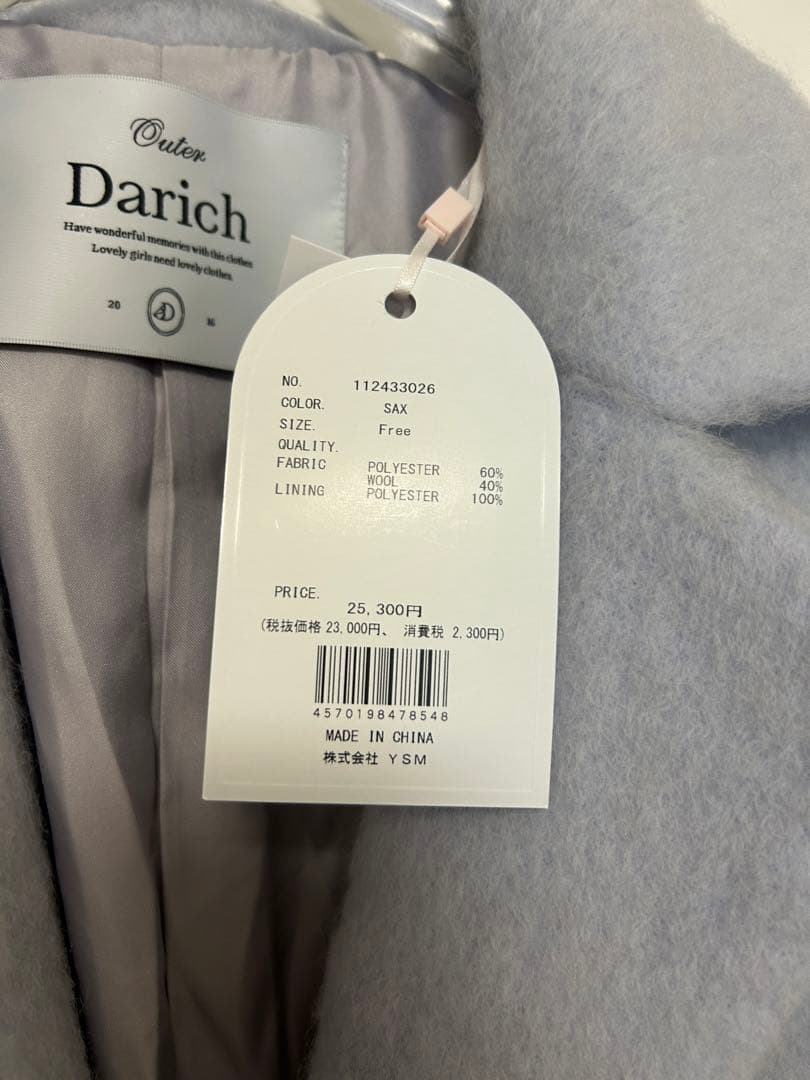 Outer
Darich
Have wonderful memories with this clothes
Lovely girls need lovely clothes.
20 AD 16
NO. 112433026
COLOR. SAX
SIZE. Free
QUALITY.
FABRIC POLYESTER 60%
WOOL 40%
LINING POLYESTER 100%
PRICE.
25,300円
(税抜価格 23,000円、 消費税 2,300円)
4570198478548
MADE IN CHINA
株式会社 YSM